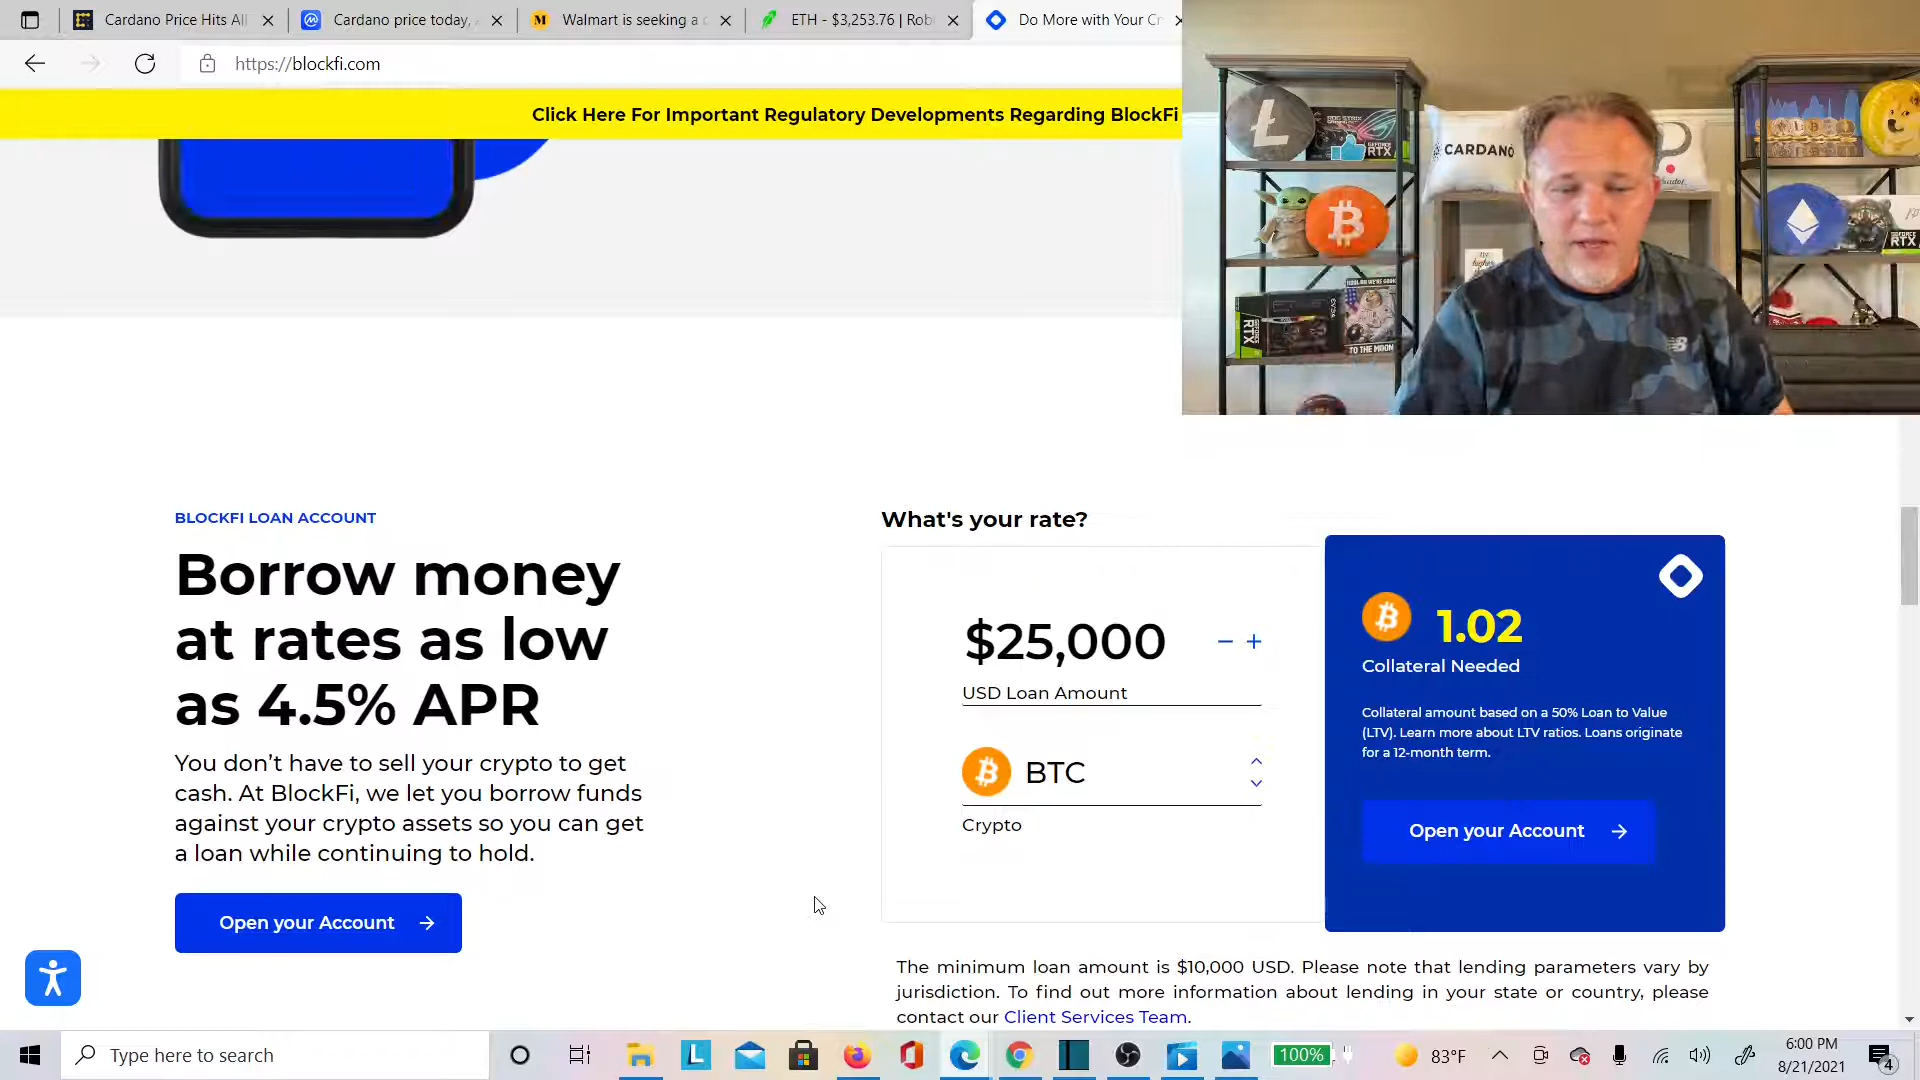 Cardano Price Hits All
Cardano price today,
Walmart is seeking a c
ETH - $3,253.76 | Rob
Do More with Your Cr
https://blockfi.com
Click Here For Important Regulatory Developments Regarding BlockFi
CARDANO
GEFORCE
RTX
GEFORCE
RTX
GEFORCE
RTX
TO THE MOON
BLOCKFI LOAN ACCOUNT
Borrow money
at rates as low
as 4.5% APR
You don’t have to sell your crypto to get
cash. At BlockFi, we let you borrow funds
against your crypto assets so you can get
a loan while continuing to hold.
Open your Account
What's your rate?
$25,000
USD Loan Amount
BTC
Crypto
1.02
Collateral Needed
Collateral amount based on a 50% Loan to Value
(LTV). Learn more about LTV ratios. Loans originate
for a 12-month term.
Open your Account
The minimum loan amount is $10,000 USD. Please note that lending parameters vary by
jurisdiction. To find out more information about lending in your state or country, please
contact our Client Services Team.
Type here to search
100%
83°F
6:00 PM
8/21/2021
4